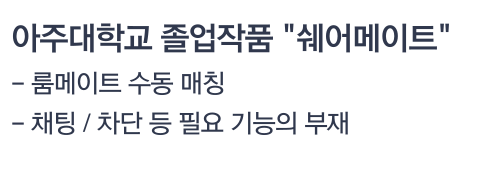 아주대학교 졸업작품 "쉐어메이트"
– 룸메이트 수동 매칭
– 채팅 / 차단 등 필요 기능의 부재